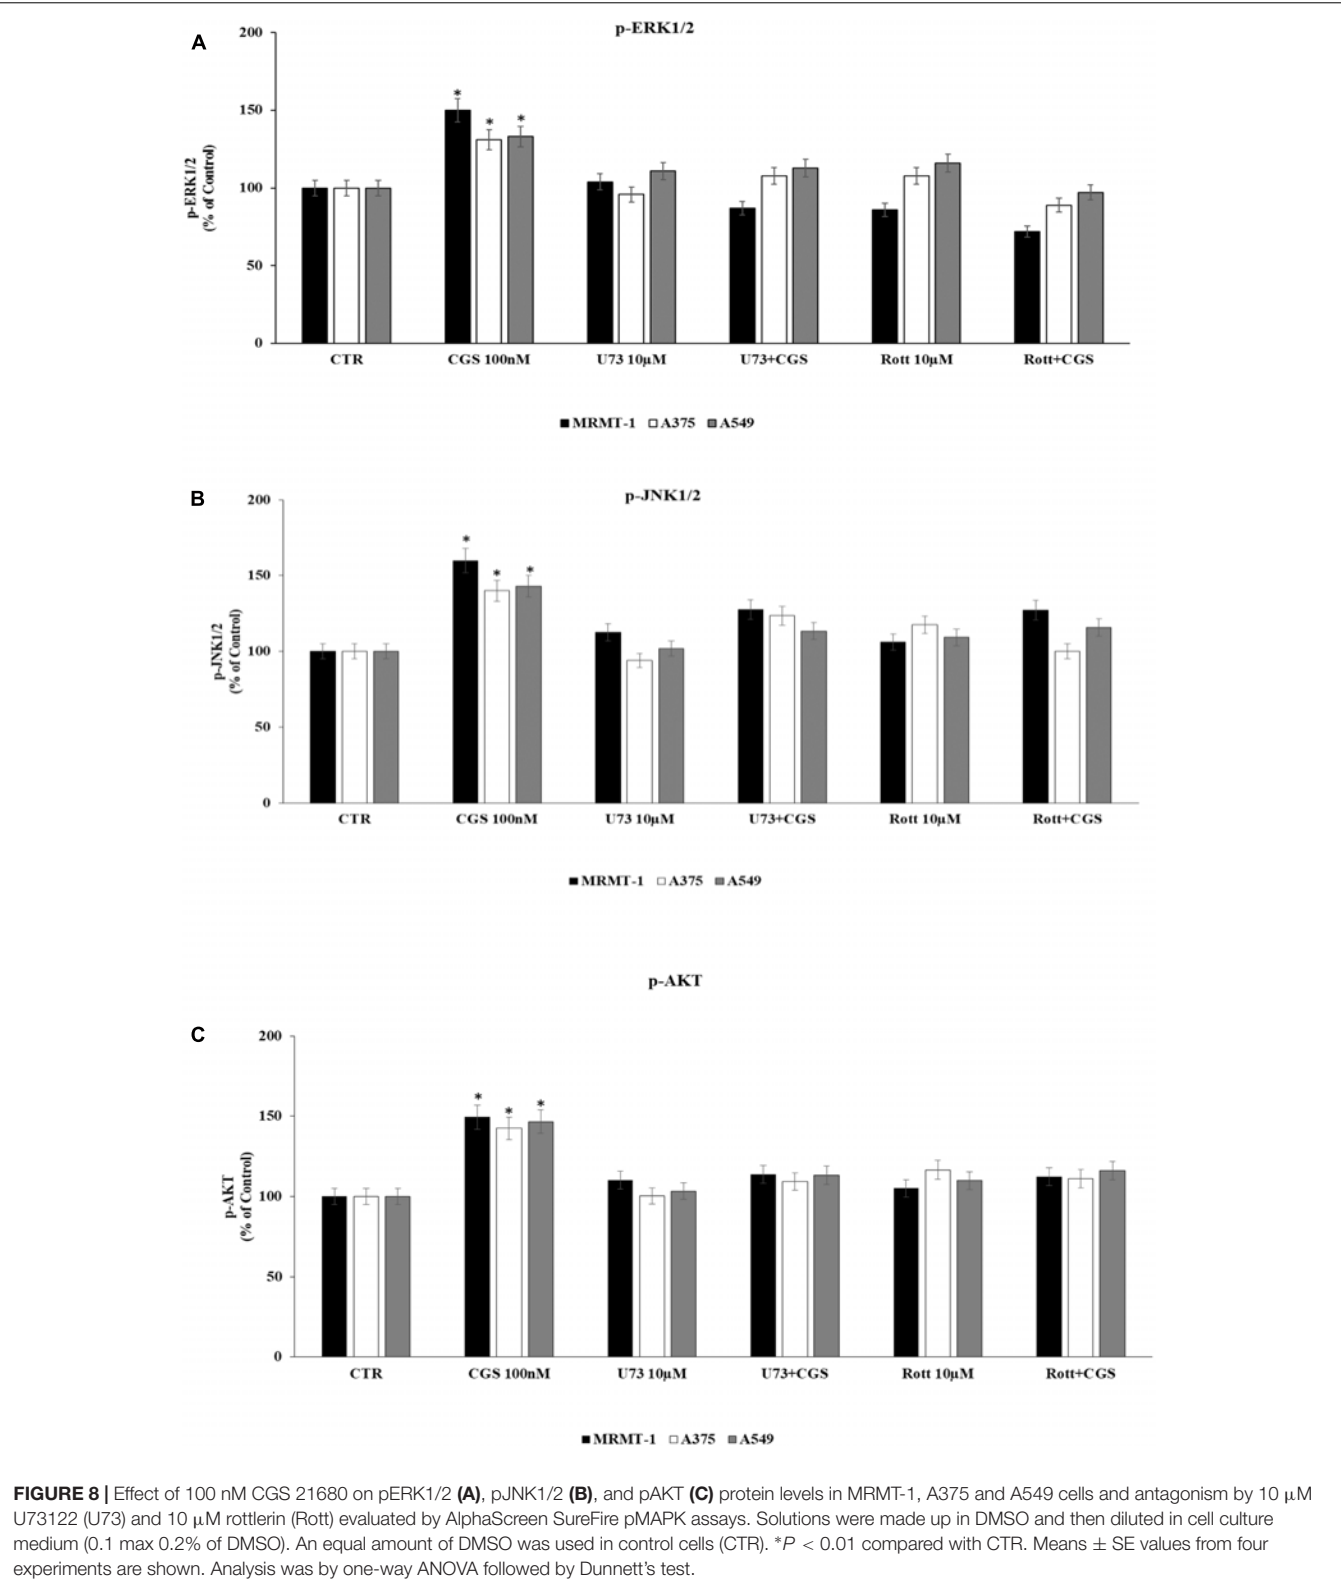 A
p-ERK1/2
200
150
100
50
0
p-ERK1/2
(% of Control)
*
*
*
CTR
CGS 100nM
U73 10μM
U73+CGS
Rott 10μM
Rott+CGS
MRMT-1 A375 A549
B
p-JNK1/2
200
150
100
50
0
p-JNK1/2
(% of Control)
*
*
*
CTR
CGS 100nM
U73 10μM
U73+CGS
Rott 10μM
Rott+CGS
MRMT-1 A375 A549
p-AKT
C
200
150
100
50
0
p-AKT
(% of Control)
*
*
*
CTR
CGS 100nM
U73 10μM
U73+CGS
Rott 10μM
Rott+CGS
MRMT-1 A375 A549
FIGURE 8 | Effect of 100 nM CGS 21680 on pERK1/2 (A), pJNK1/2 (B), and pAKT (C) protein levels in MRMT-1, A375 and A549 cells and antagonism by 10 μM
U73122 (U73) and 10 μM rottlerin (Rott) evaluated by AlphaScreen SureFire pMAPK assays. Solutions were made up in DMSO and then diluted in cell culture
medium (0.1 max 0.2% of DMSO). An equal amount of DMSO was used in control cells (CTR). *P < 0.01 compared with CTR. Means ± SE values from four
experiments are shown. Analysis was by one-way ANOVA followed by Dunnett's test.